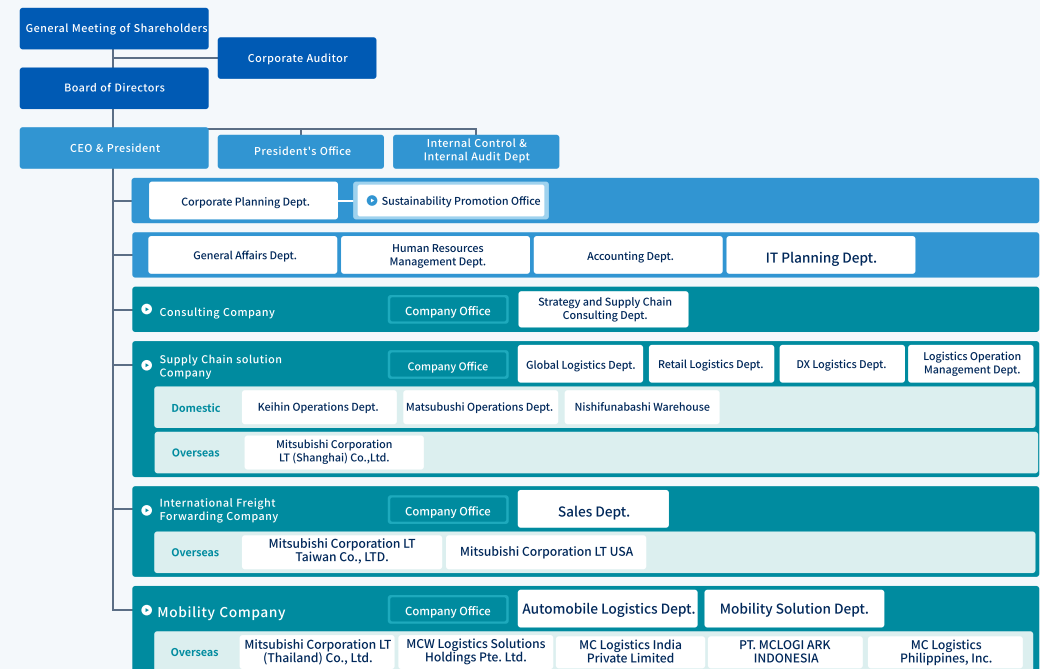 General Meeting of Shareholders
Corporate Auditor
Board of Directors
CEO & President
President's Office
Internal Control &
Internal Audit Dept
Corporate Planning Dept.
Sustainability Promotion Office
General Affairs Dept.
Human Resources
Management Dept.
Accounting Dept.
IT Planning Dept.
Consulting Company
Company Office
Strategy and Supply Chain
Consulting Dept.
Supply Chain solution
Company
Company Office
Global Logistics Dept.
Retail Logistics Dept.
DX Logistics Dept.
Logistics Operation
Management Dept.
Domestic
Keihin Operations Dept.
Matsubushi Operations Dept.
Nishifunabashi Warehouse
Overseas
Mitsubishi Corporation
LT (Shanghai) Co.,Ltd.
International Freight
Forwarding Company
Company Office
Sales Dept.
Overseas
Mitsubishi Corporation LT
Taiwan Co., LTD.
Mitsubishi Corporation LT USA
Mobility Company
Company Office
Automobile Logistics Dept.
Mobility Solution Dept.
Overseas
Mitsubishi Corporation LT
(Thailand) Co., Ltd.
MCW Logistics Solutions
Holdings Pte. Ltd.
MC Logistics India
Private Limited
PT. MCLOGI ARK
INDONESIA
MC Logistics
Philippines, Inc.